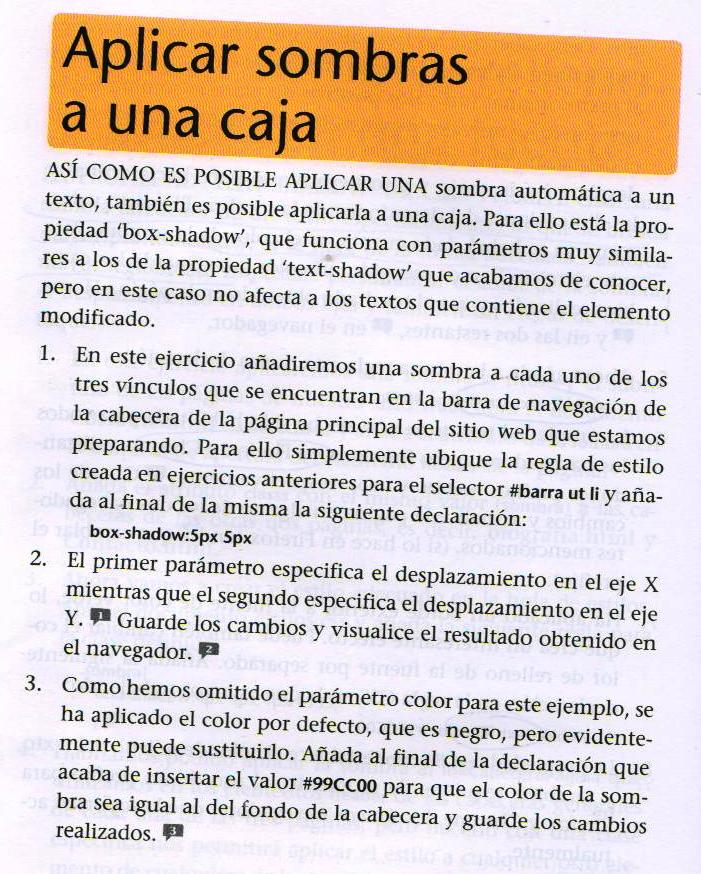 Aplicar sombras
a una caja
ASÍ COMO ES POSIBLE APLICAR UNA sombra automática a un
texto, también es posible aplicarla a una caja. Para ello está la pro-
piedad ‘box-shadow’, que funciona con parámetros muy simila-
res a los de la propiedad ‘text-shadow’ que acabamos de conocer,
pero en este caso no afecta a los textos que contiene el elemento
modificado.
1. En este ejercicio añadiremos una sombra a cada uno de los
tres vínculos que se encuentran en la barra de navegación de
la cabecera de la página principal del sitio web que estamos
preparando. Para ello simplemente ubique la regla de estilo
creada en ejercicios anteriores para el selector #barra ut li y aña-
da al final de la misma la siguiente declaración:
box-shadow:5px 5px
2. El primer parámetro especifica el desplazamiento en el eje X
mientras que el segundo especifica el desplazamiento en el eje
Y. 1 Guarde los cambios y visualice el resultado obtenido en
el navegador. 2
3. Como hemos omitido el parámetro color para este ejemplo, se
ha aplicado el color por defecto, que es negro, pero evidente-
mente puede sustituirlo. Añada al final de la declaración que
acaba de insertar el valor #99CC00 para que el color de la som-
bra sea igual al del fondo de la cabecera y guarde los cambios
realizados. 3